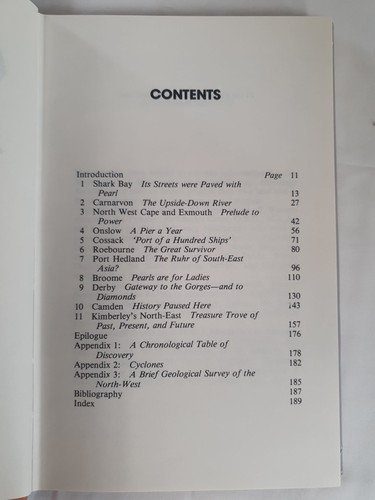 CONTENTS
Introduction Page 11
1 Shark Bay Its Streets were Paved with
Pearl 13
2 Carnarvon The Upside-Down River 27
3 North West Cape and Exmouth Prelude to
Power 42
4 Onslow A Pier a Year 56
5 Cossack 'Port of a Hundred Ships' 71
6 Roebourne The Great Survivor 80
7 Port Hedland The Ruhr of South-East
Asia? 96
8 Broome Pearls are for Ladies 110
9 Derby Gateway to the Gorges—and to
Diamonds 130
10 Camden History Paused Here 143
11 Kimberley's North-East Treasure Trove of
Past, Present, and Future 157
Epilogue 176
Appendix 1: A Chronological Table of
Discovery 178
Appendix 2: Cyclones 182
Appendix 3: A Brief Geological Survey of the
North-West 185
Bibliography 187
Index 189